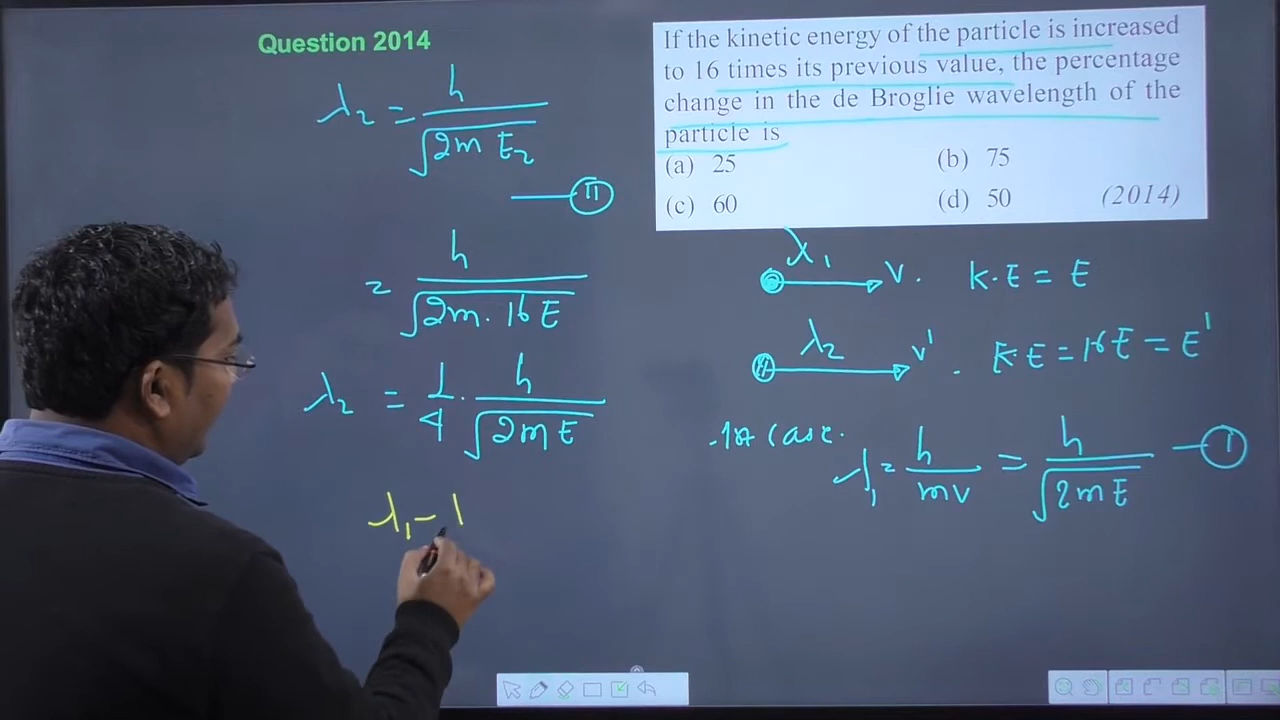 Question 2014
λ₂ = h / √2m E₂
—(II)
= h / √2m · 16E
λ₂ = 1/4 · h / √2mE
λ₁ – 1
If the kinetic energy of the particle is increased
to 16 times its previous value, the percentage
change in the de Broglie wavelength of the
particle is
(a) 25 (b) 75
(c) 60 (d) 50 (2014)
λ₁ v. K.E = E
λ₂ v' . K.E = 16E = E'
1st case. λ₁ = h / mv = h / √2mE —(I)